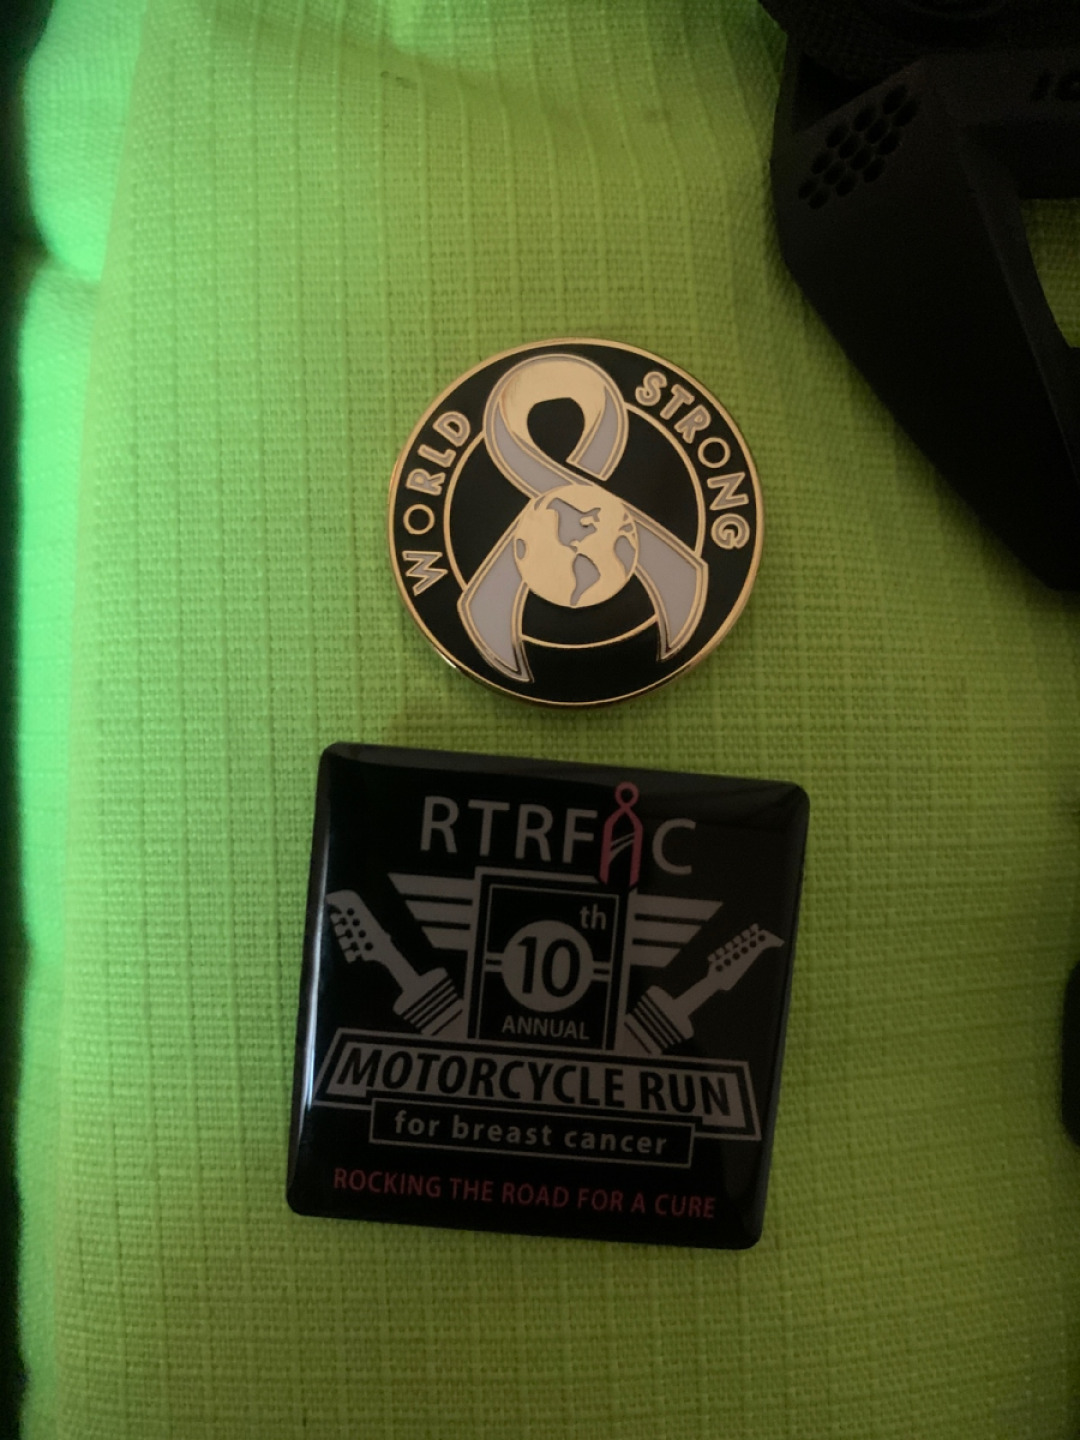 WORLD STRONG
RTRFAC
10th
ANNUAL
MOTORCYCLE RUN
for breast cancer
ROCKING THE ROAD FOR A CURE